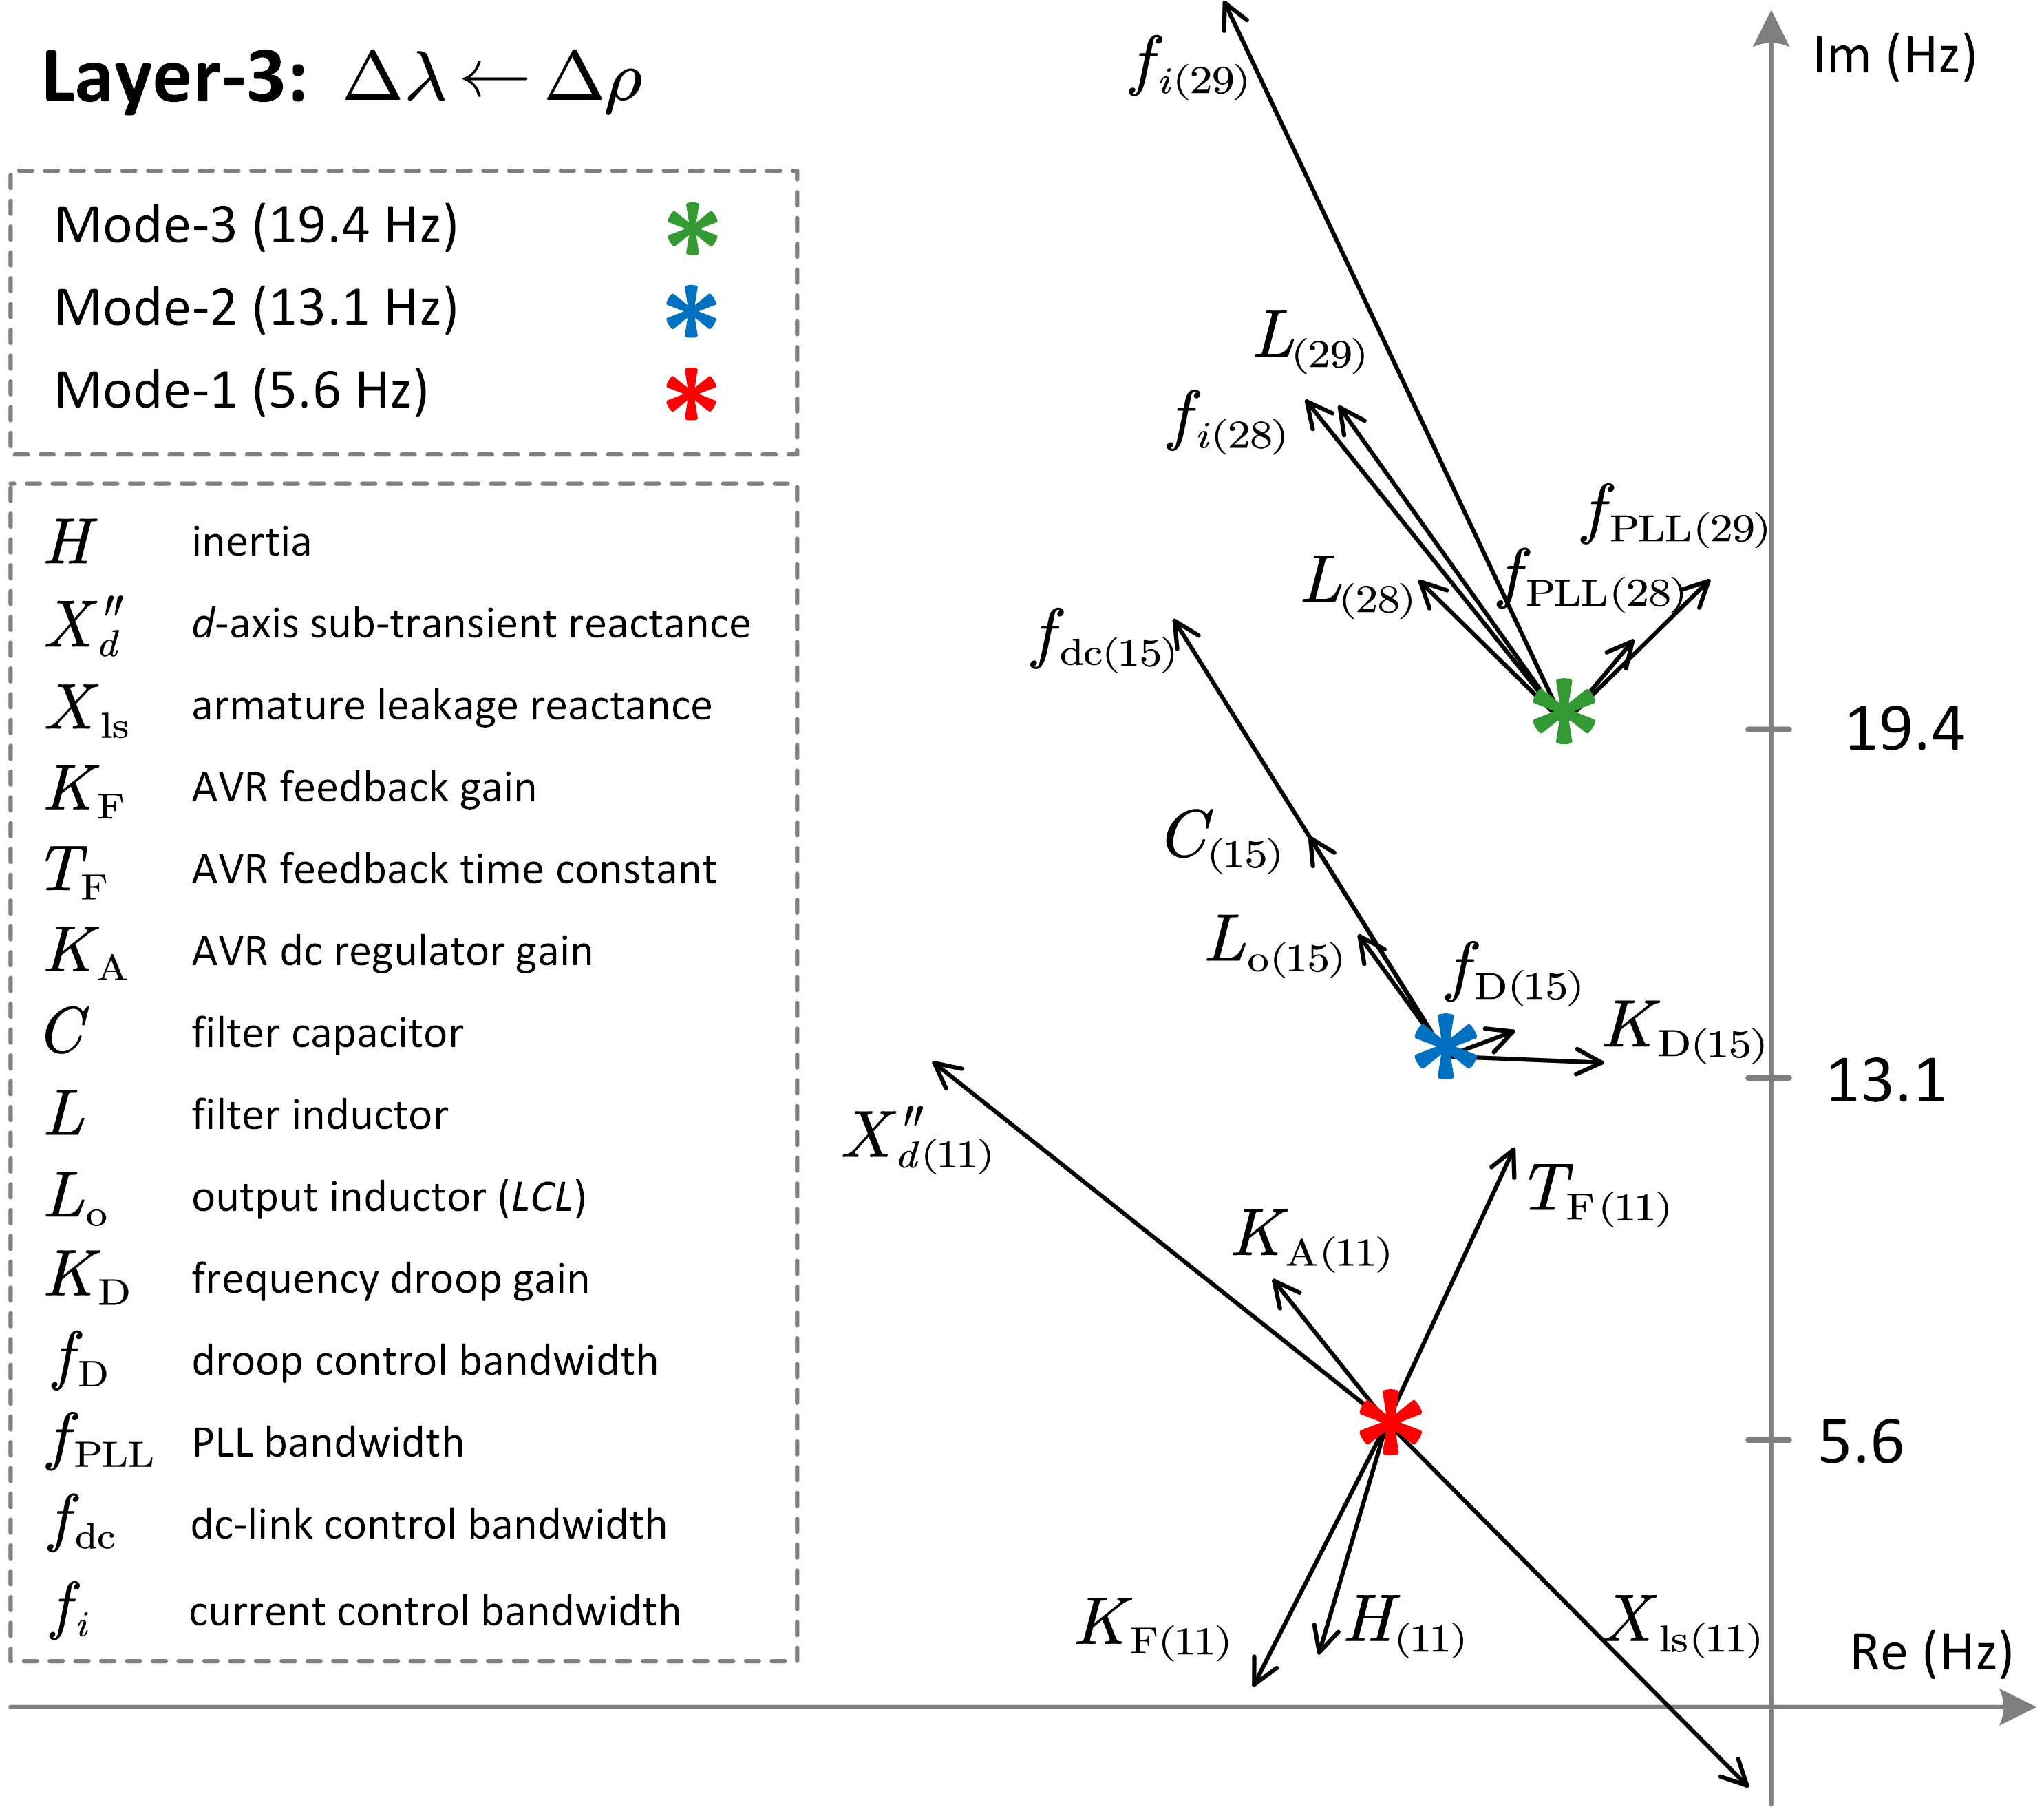 Layer-3: Δλ ← Δρ
Mode-3 (19.4 Hz)
Mode-2 (13.1 Hz)
Mode-1 (5.6 Hz)
H inertia
X''d d-axis sub-transient reactance
Xls armature leakage reactance
KF AVR feedback gain
TF AVR feedback time constant
KA AVR dc regulator gain
C filter capacitor
L filter inductor
Lo output inductor (LCL)
KD frequency droop gain
fD droop control bandwidth
fPLL PLL bandwidth
fdc dc-link control bandwidth
fi current control bandwidth
Im (Hz)
fi(29)
L(29)
fi(28)
fPLL(29)
fPLL(28)
L(28)
fdc(15)
19.4
C(15)
Lo(15)
fD(15)
KD(15)
13.1
X''d(11)
TF(11)
KA(11)
5.6
KF(11)
H(11)
Xls(11)
Re (Hz)